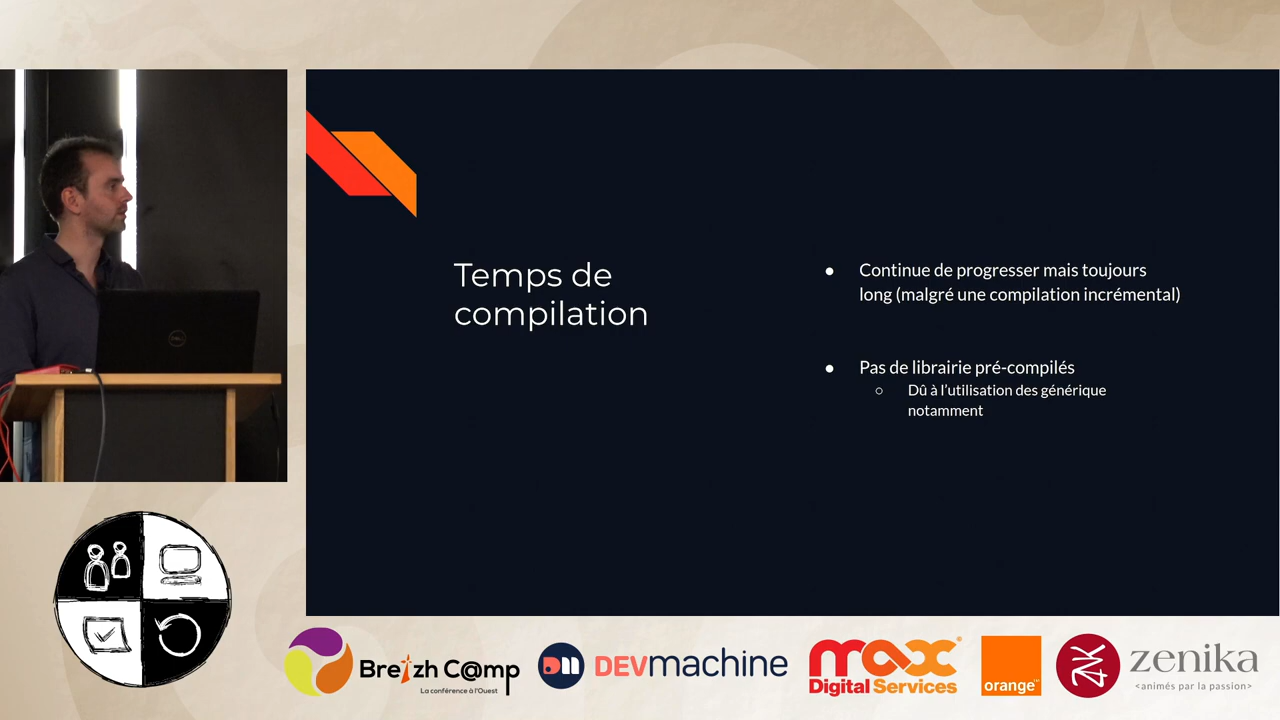 Temps de
compilation
● Continue de progresser mais toujours
long (malgré une compilation incrémental)
● Pas de librairie pré-compilés
○ Dû à l'utilisation des générique
notamment
DELL
Breizh C@mp
La conférence à l'Ouest
DEVmachine
max
Digital Services
orange
zenika
<animés par la passion>